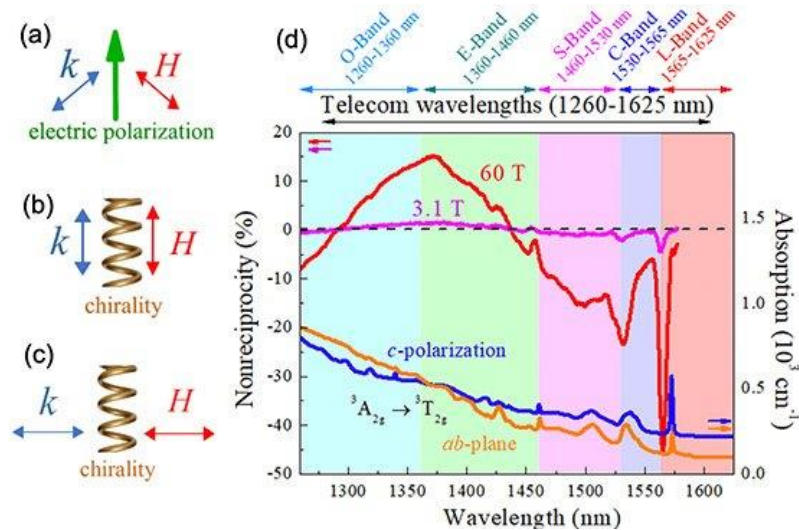 (a)
k
H
electric polarization
(b)
k
H
chirality
(c)
k
H
chirality
(d)
O-Band
1260-1360 nm
E-Band
1360-1460 nm
S-Band
1460-1530 nm
C-Band
1530-1565 nm
L-Band
1565-1625 nm
Telecom wavelengths (1260-1625 nm)
Nonreciprocity (%)
20
10
0
-10
-20
-30
-40
-50
60 T
3.1 T
c-polarization
³A₂g → ³T₂g
ab-plane
1.5
1.0
0.5
0.0
Absorption (10³ cm⁻¹)
1300 1350 1400 1450 1500 1550 1600
Wavelength (nm)